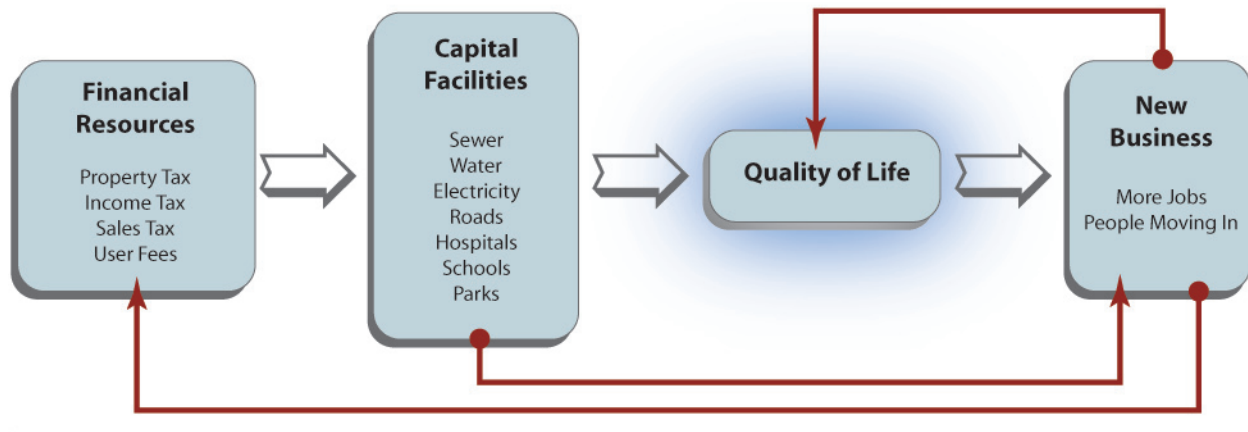 Financial
Resources
Property Tax
Income Tax
Sales Tax
User Fees
Capital
Facilities
Sewer
Water
Electricity
Roads
Hospitals
Schools
Parks
Quality of Life
New
Business
More Jobs
People Moving In